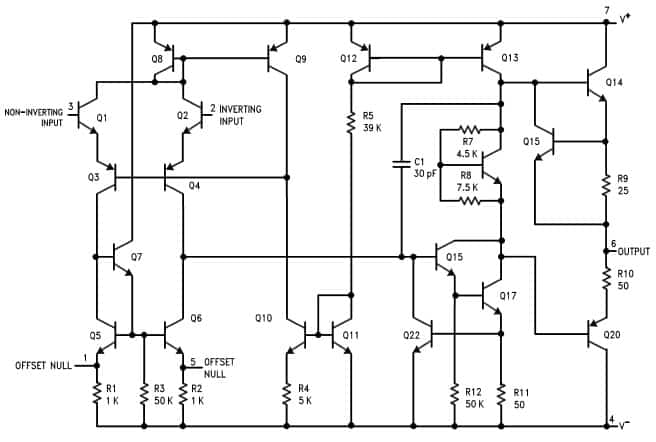 7
V+
Q8
Q9
Q12
Q13
Q14
3
NON-INVERTING
INPUT
Q1
Q2
2 INVERTING
INPUT
R5
39 K
R7
4.5 K
Q15
C1
30 pF
R8
7.5 K
R9
25
Q3
Q4
6
OUTPUT
Q7
Q15
R10
50
Q17
Q5
Q6
Q10
Q11
Q22
Q20
OFFSET NULL
1
5
OFFSET
NULL
R1
1 K
R3
50 K
R2
1 K
R4
5 K
R12
50 K
R11
50
4
V-